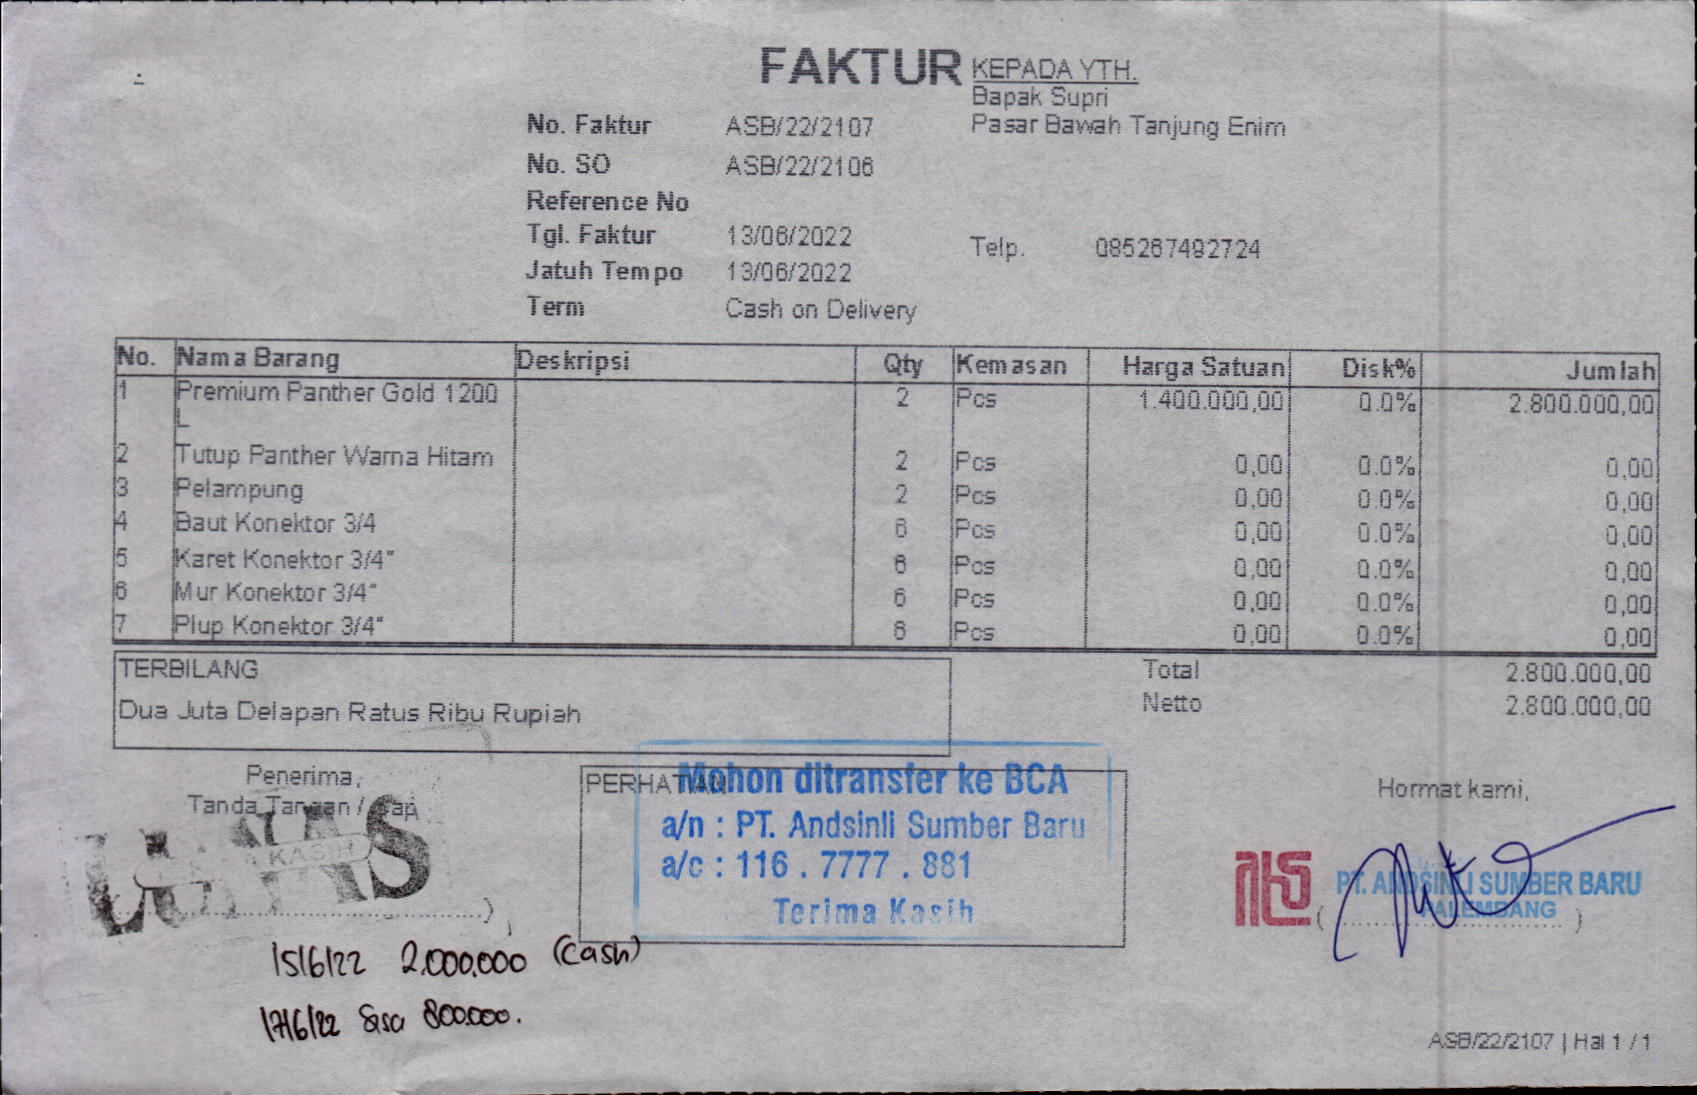 FAKTUR
KEPADA YTH.
Bapak Supri
Pasar Bawah Tanjung Enim
No. Faktur ASB/22/2107
No. SO ASB/22/2106
Reference No
Tgl. Faktur 13/06/2022
Telp. 085267492724
Jatuh Tempo 13/06/2022
Term Cash on Delivery
No. Nama Barang Deskripsi Qty Kemasan Harga Satuan Disk% Jumlah
1 Premium Panther Gold 1200 2 Pcs 1.400.000,00 0.0% 2.800.000,00
L
2 Tutup Panther Warna Hitam 2 Pcs 0,00 0.0% 0,00
3 Pelampung 2 Pcs 0,00 0.0% 0,00
4 Baut Konektor 3/4 6 Pcs 0,00 0.0% 0,00
5 Karet Konektor 3/4" 6 Pcs 0,00 0.0% 0,00
6 Mur Konektor 3/4" 6 Pcs 0,00 0.0% 0,00
7 Plup Konektor 3/4" 6 Pcs 0,00 0.0% 0,00
TERBILANG
Dua Juta Delapan Ratus Ribu Rupiah
Total 2.800.000,00
Netto 2.800.000,00
Penerima,
Tanda Tangan /
LUNAS
KASIH
PERHATIAN
Mohon ditransfer ke BCA
a/n : PT. Andsinli Sumber Baru
a/c : 116 . 7777 . 881
Terima Kasih
Hormat kami,
PT. ANDSINLI SUMBER BARU
PALEMBANG
15/6/22 2.000.000 (Cash)
17/6/22 Sisa 800.000.
ASB/22/2107 | Hal 1 / 1